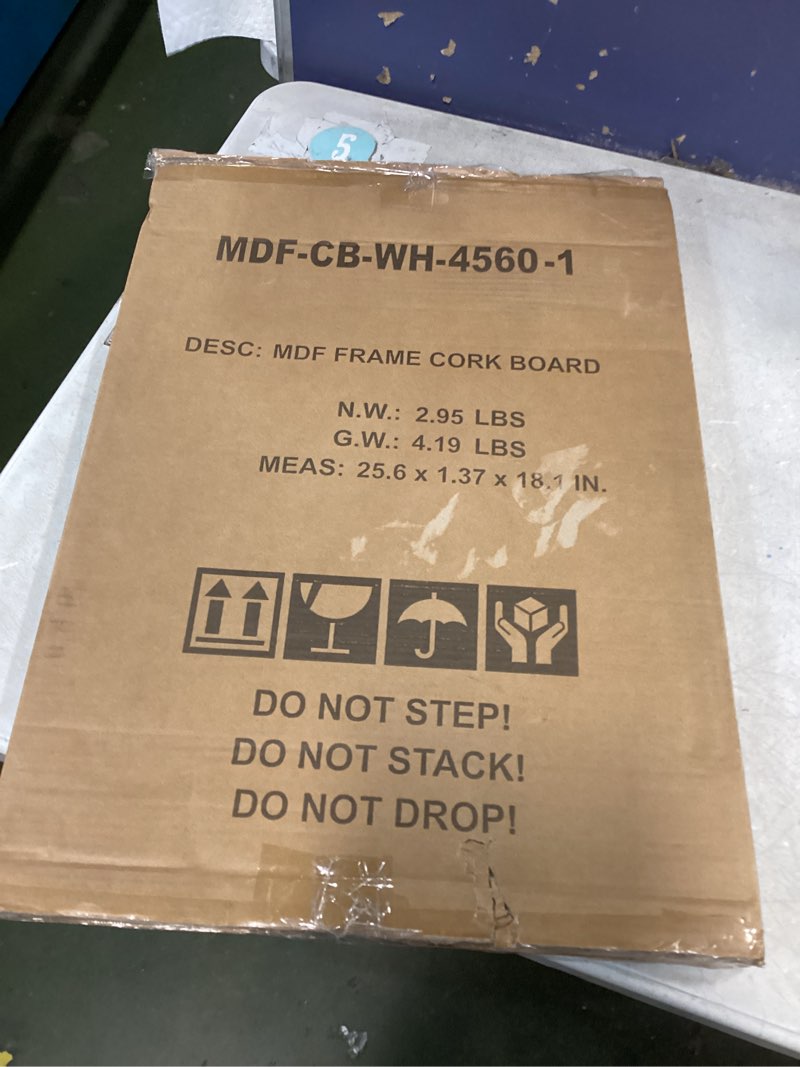 5
MDF-CB-WH-4560-1
DESC: MDF FRAME CORK BOARD
N.W.: 2.95 LBS
G.W.: 4.19 LBS
MEAS: 25.6 x 1.37 x 18.1 IN.
DO NOT STEP!
DO NOT STACK!
DO NOT DROP!